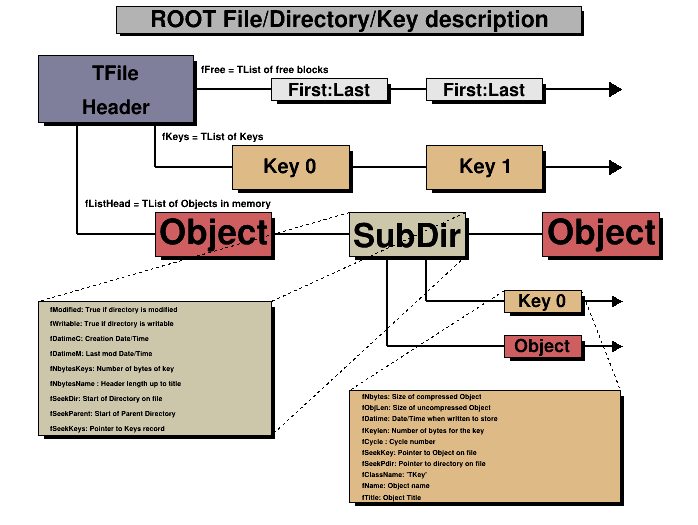 ROOT File/Directory/Key description
TFile
Header
fFree = TList of free blocks
First:Last
First:Last
fKeys = TList of Keys
Key 0
Key 1
fListHead = TList of Objects in memory
Object
SubDir
Object
Key 0
Object
fModified: True if directory is modified
fWritable: True if directory is writable
fDatimeC: Creation Date/Time
fDatimeM: Last mod Date/Time
fNbytesKeys: Number of bytes of key
fNbytesName : Header length up to title
fSeekDir: Start of Directory on file
fSeekParent: Start of Parent Directory
fSeekKeys: Pointer to Keys record
fNbytes: Size of compressed Object
fObjLen: Size of uncompressed Object
fDatime: Date/Time when written to store
fKeylen: Number of bytes for the key
fCycle : Cycle number
fSeekKey: Pointer to Object on file
fSeekPdir: Pointer to directory on file
fClassName: 'TKey'
fName: Object name
fTitle: Object Title